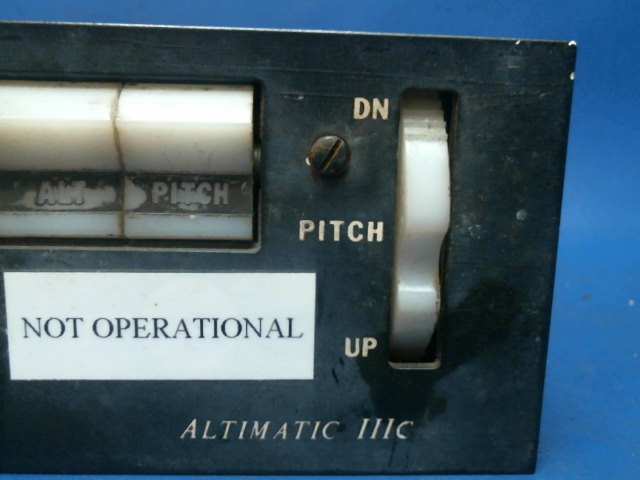 DN
ALT PITCH
PITCH
NOT OPERATIONAL
UP
ALTIMATIC IIIC